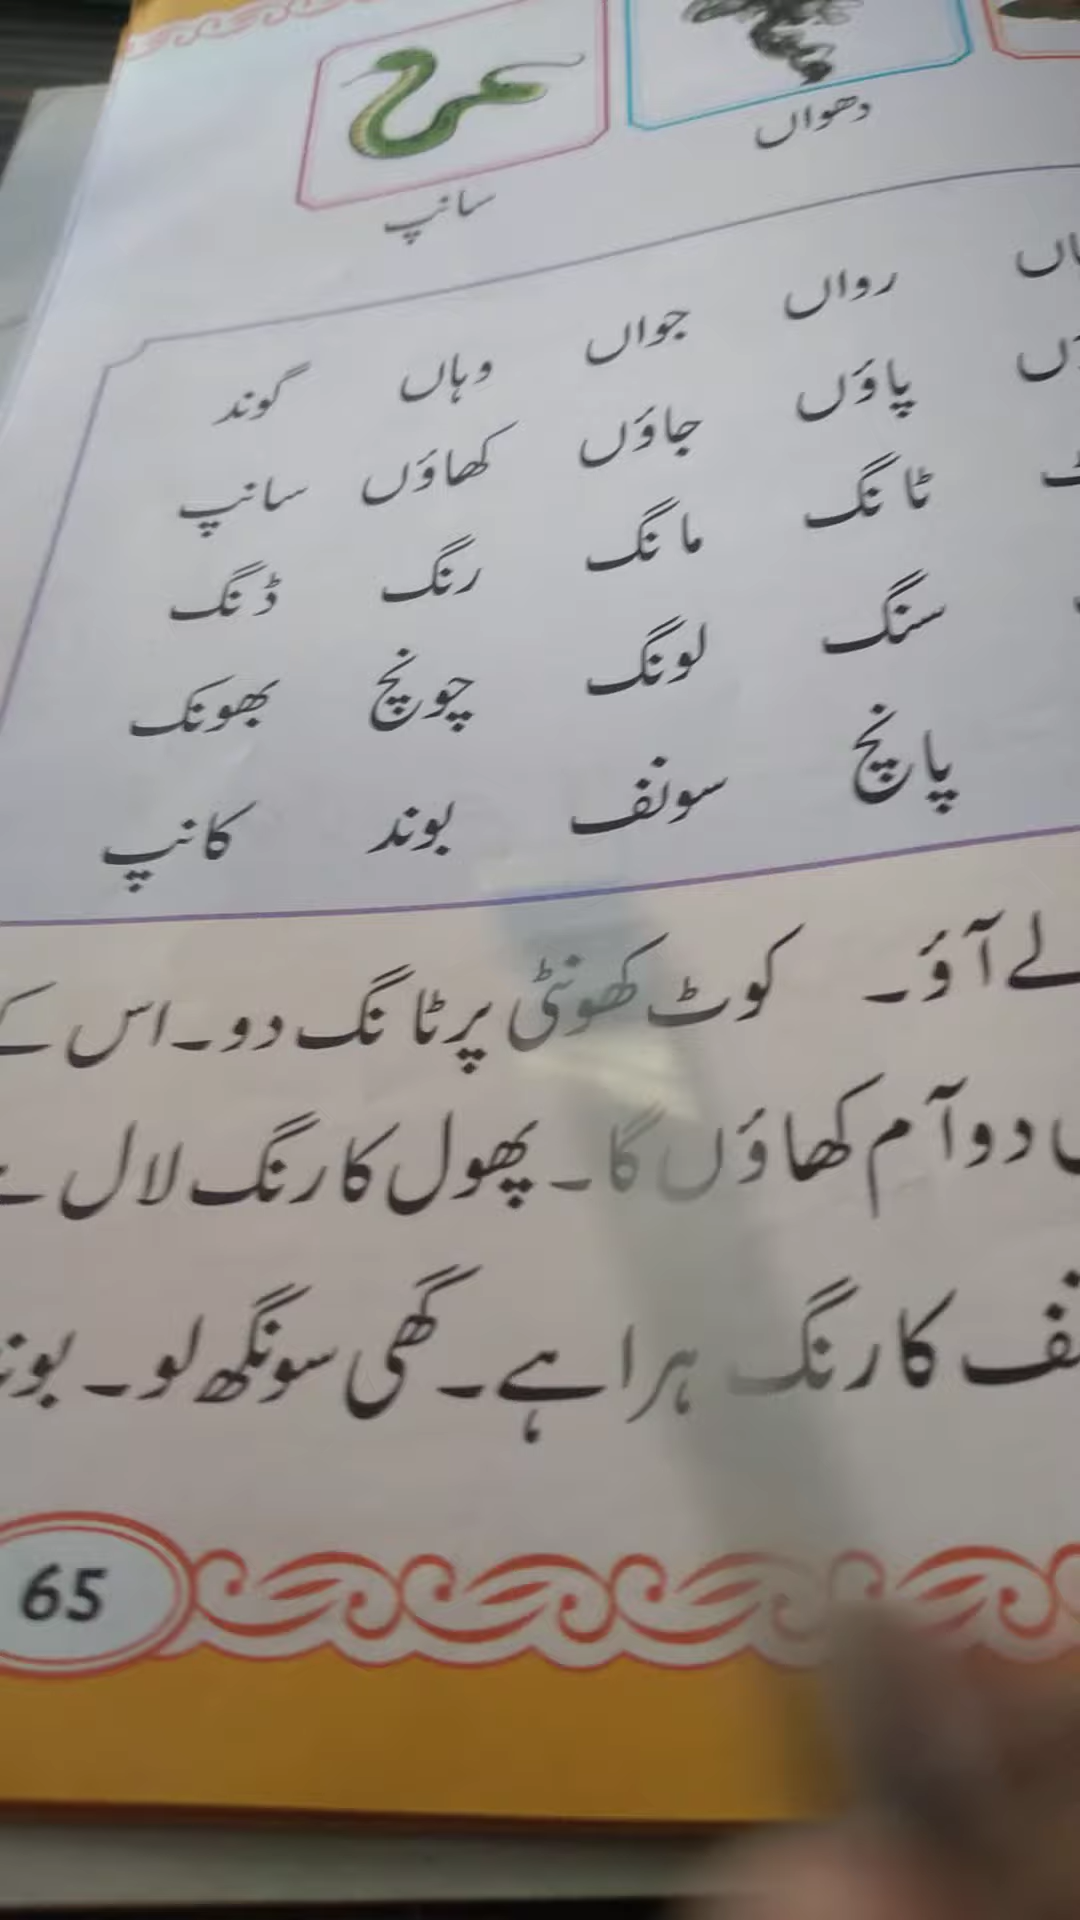 دھواں
سانپ
رواں جواں وہاں گوند
پاؤں جاؤں کھاؤں سانپ
ٹانگ مانگ رنگ ڈنگ
سنگ لونگ چونچ بھونک
پانچ سونف بوند کانپ
لے آؤ۔ کوٹ کھونٹی پر ٹانگ دو۔ اس کے
دو آم کھاؤں گا۔ پھول کا رنگ لال
کا رنگ ہرا ہے۔ گھی سونگھ لو۔
65